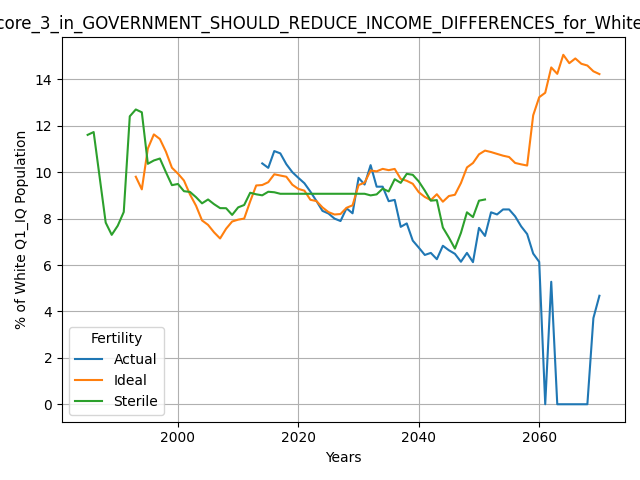 core_3_in_GOVERNMENT_SHOULD_REDUCE_INCOME_DIFFERENCES_for_White
% of White Q1_IQ Population
14
12
10
8
6
4
2
0
Fertility
Actual
Ideal
Sterile
2000
2020
2040
2060
Years